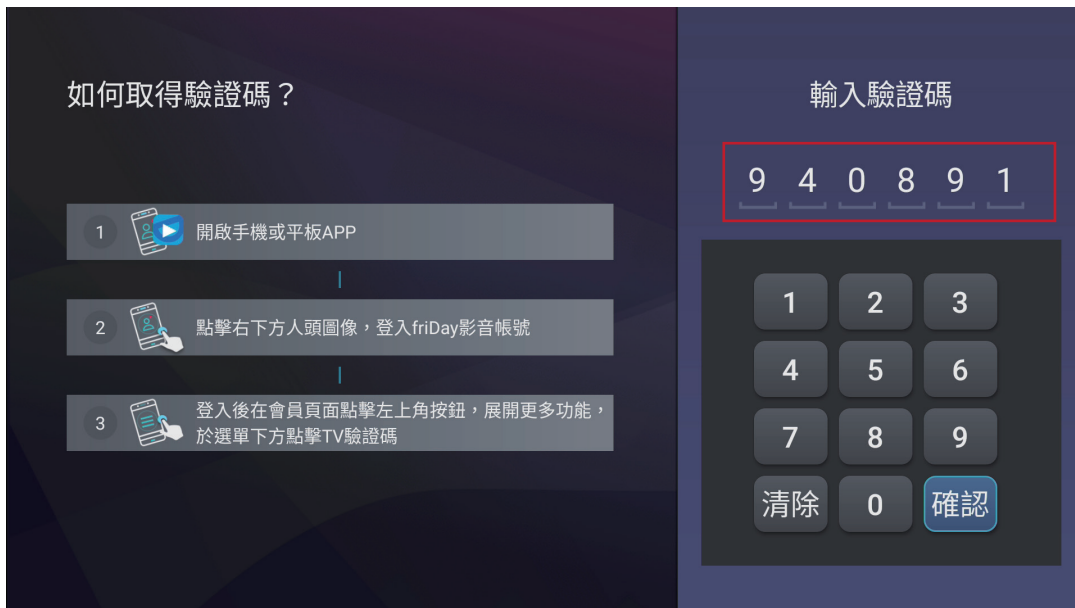 如何取得驗證碼？
1 開啟手機或平板APP
2 點擊右下方人頭圖像，登入friDay影音帳號
3 登入後在會員頁面點擊左上角按鈕，展開更多功能，
於選單下方點擊TV驗證碼
輸入驗證碼
9 4 0 8 9 1
1 2 3
4 5 6
7 8 9
清除 0 確認